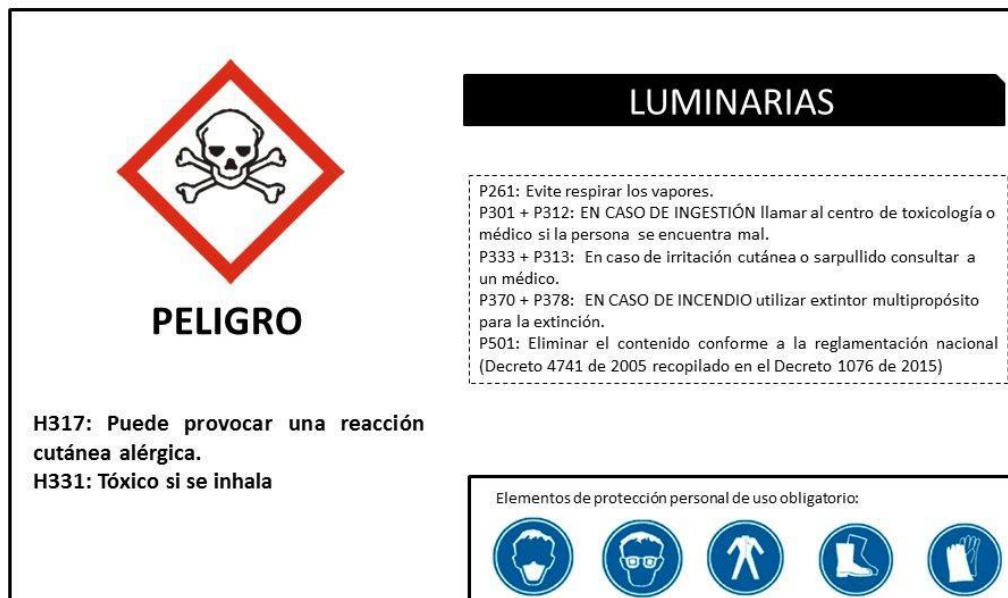 LUMINARIAS
P261: Evite respirar los vapores.
P301 + P312: EN CASO DE INGESTIÓN llamar al centro de toxicología o
médico si la persona se encuentra mal.
P333 + P313: En caso de irritación cutánea o sarpullido consultar a
un médico.
P370 + P378: EN CASO DE INCENDIO utilizar extintor multipropósito
para la extinción.
P501: Eliminar el contenido conforme a la reglamentación nacional
(Decreto 4741 de 2005 recopilado en el Decreto 1076 de 2015)
PELIGRO
H317: Puede provocar una reacción
cutánea alérgica.
H331: Tóxico si se inhala
Elementos de protección personal de uso obligatorio: